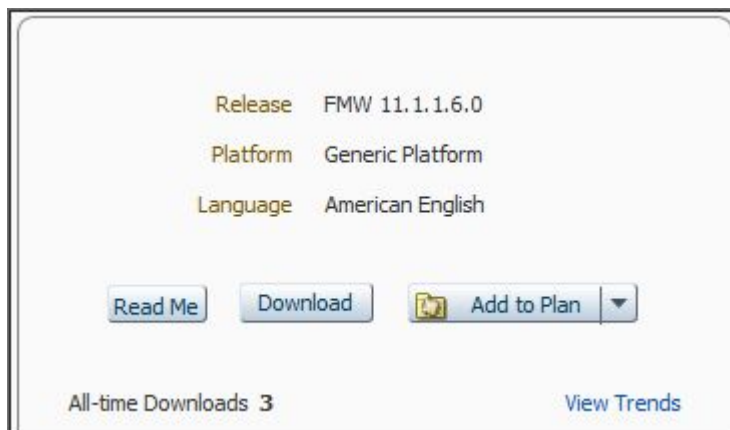 Release FMW 11.1.1.6.0
Platform Generic Platform
Language American English
Read Me Download Add to Plan
All-time Downloads 3 View Trends